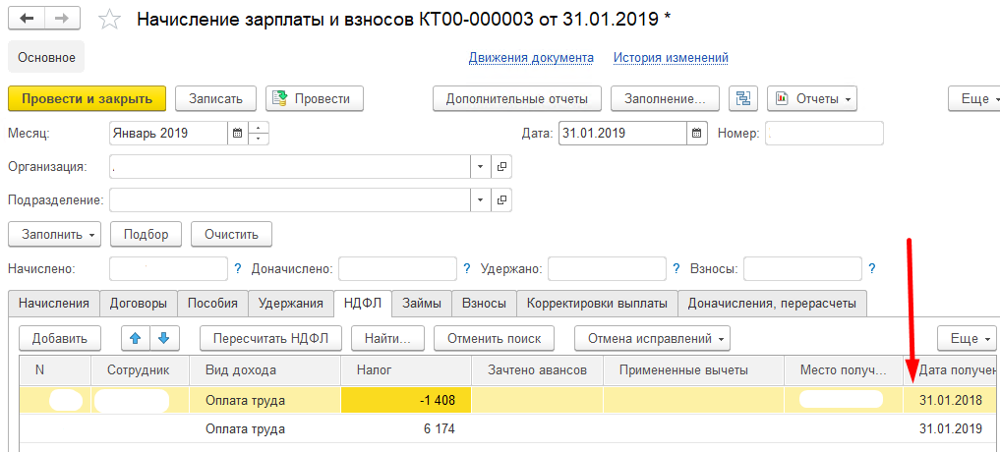 Начисление зарплаты и взносов КТ00-000003 от 31.01.2019 *
Основное Движения документа История изменений
Провести и закрыть Записать Провести Дополнительные отчеты Заполнение... Отчеты Еще
Месяц: Январь 2019 Дата: 31.01.2019 Номер:
Организация:
Подразделение:
Заполнить Подбор Очистить
Начислено: ? Доначислено: ? Удержано: ? Взносы: ?
Начисления Договоры Пособия Удержания НДФЛ Займы Взносы Корректировки выплаты Доначисления, перерасчеты
Добавить Пересчитать НДФЛ Найти... Отменить поиск Отмена исправлений Еще
N Сотрудник Вид дохода Налог Зачтено авансов Примененные вычеты Место получ... Дата получен
Оплата труда -1 408 31.01.2018
Оплата труда 6 174 31.01.2019